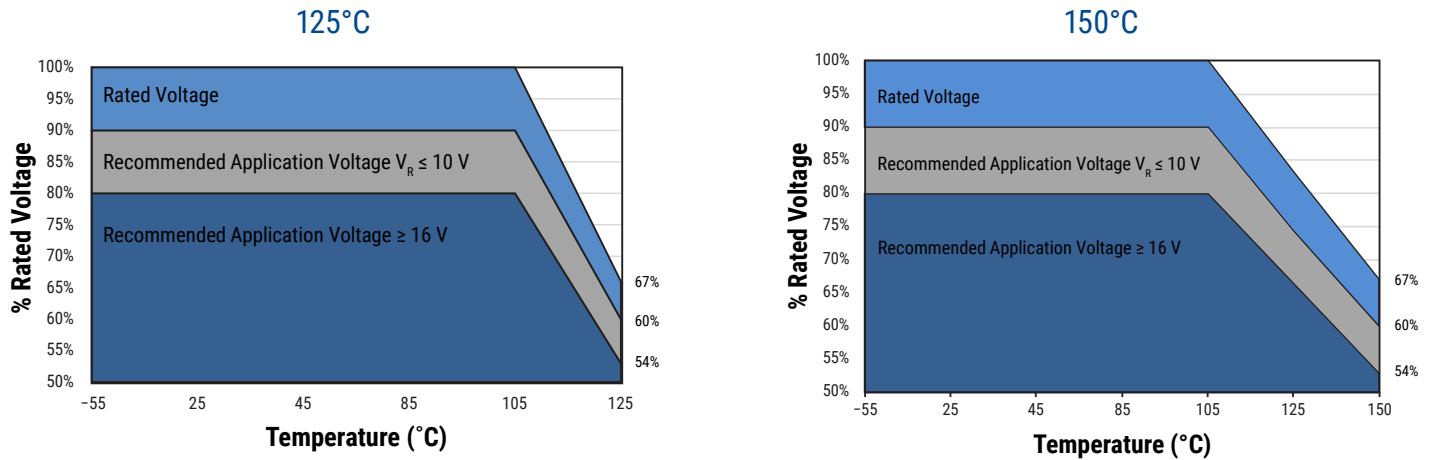 125°C
% Rated Voltage
100%
95%
90%
85%
80%
75%
70%
65%
60%
55%
50%
Rated Voltage
Recommended Application Voltage VR ≤ 10 V
Recommended Application Voltage ≥ 16 V
67%
60%
54%
−55 25 45 85 105 125
Temperature (˚C)
150°C
% Rated Voltage
100%
95%
90%
85%
80%
75%
70%
65%
60%
55%
50%
Rated Voltage
Recommended Application Voltage VR ≤ 10 V
Recommended Application Voltage ≥ 16 V
67%
60%
54%
−55 25 45 85 105 125 150
Temperature (°C)